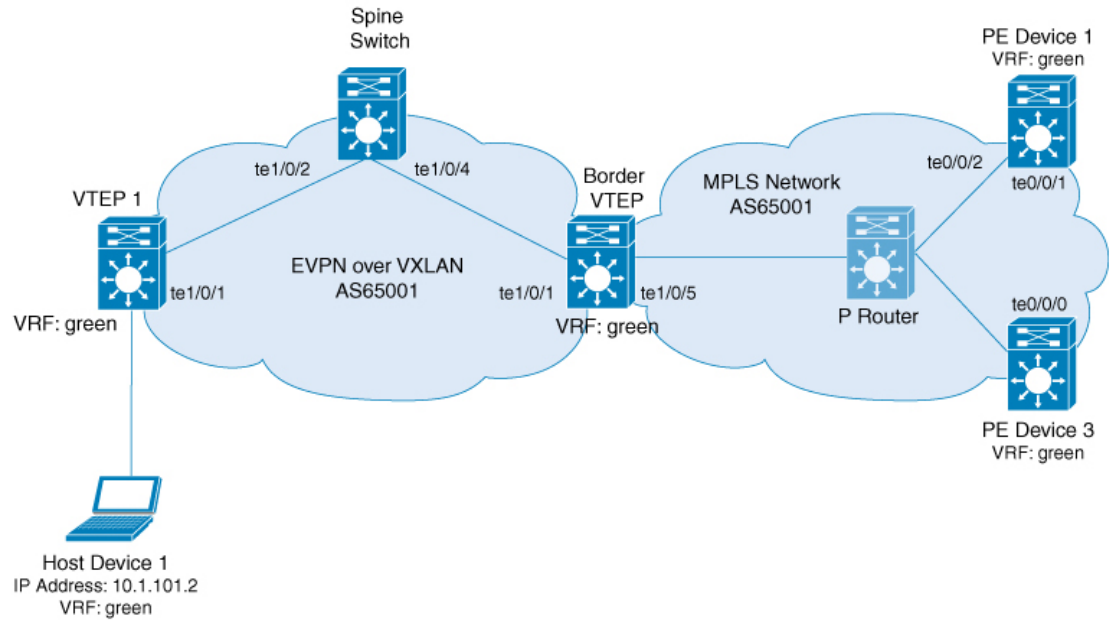 Spine
Switch
PE Device 1
VRF: green
te1/0/2
te1/0/4
te0/0/2
te0/0/1
VTEP 1
Border
VTEP
MPLS Network
AS65001
EVPN over VXLAN
AS65001
te1/0/1
te1/0/1
te1/0/5
VRF: green
VRF: green
P Router
te0/0/0
PE Device 3
VRF: green
Host Device 1
IP Address: 10.1.101.2
VRF: green